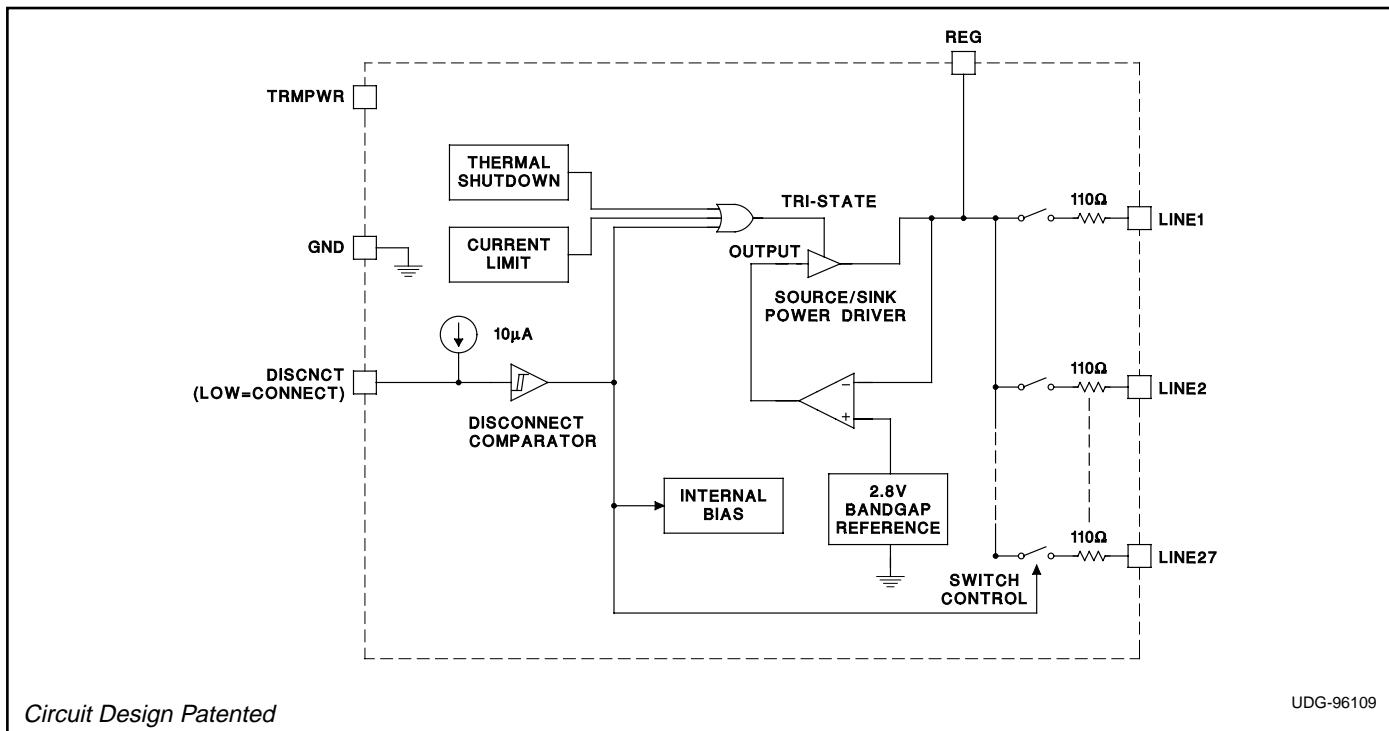 REG
TRMPWR
THERMAL
SHUTDOWN
TRI-STATE
110Ω
LINE1
GND
CURRENT
LIMIT
OUTPUT
SOURCE/SINK
POWER DRIVER
10µA
DISCNCT
(LOW=CONNECT)
110Ω
LINE2
–
+
DISCONNECT
COMPARATOR
INTERNAL
BIAS
2.8V
BANDGAP
REFERENCE
110Ω
LINE27
SWITCH
CONTROL
Circuit Design Patented
UDG-96109